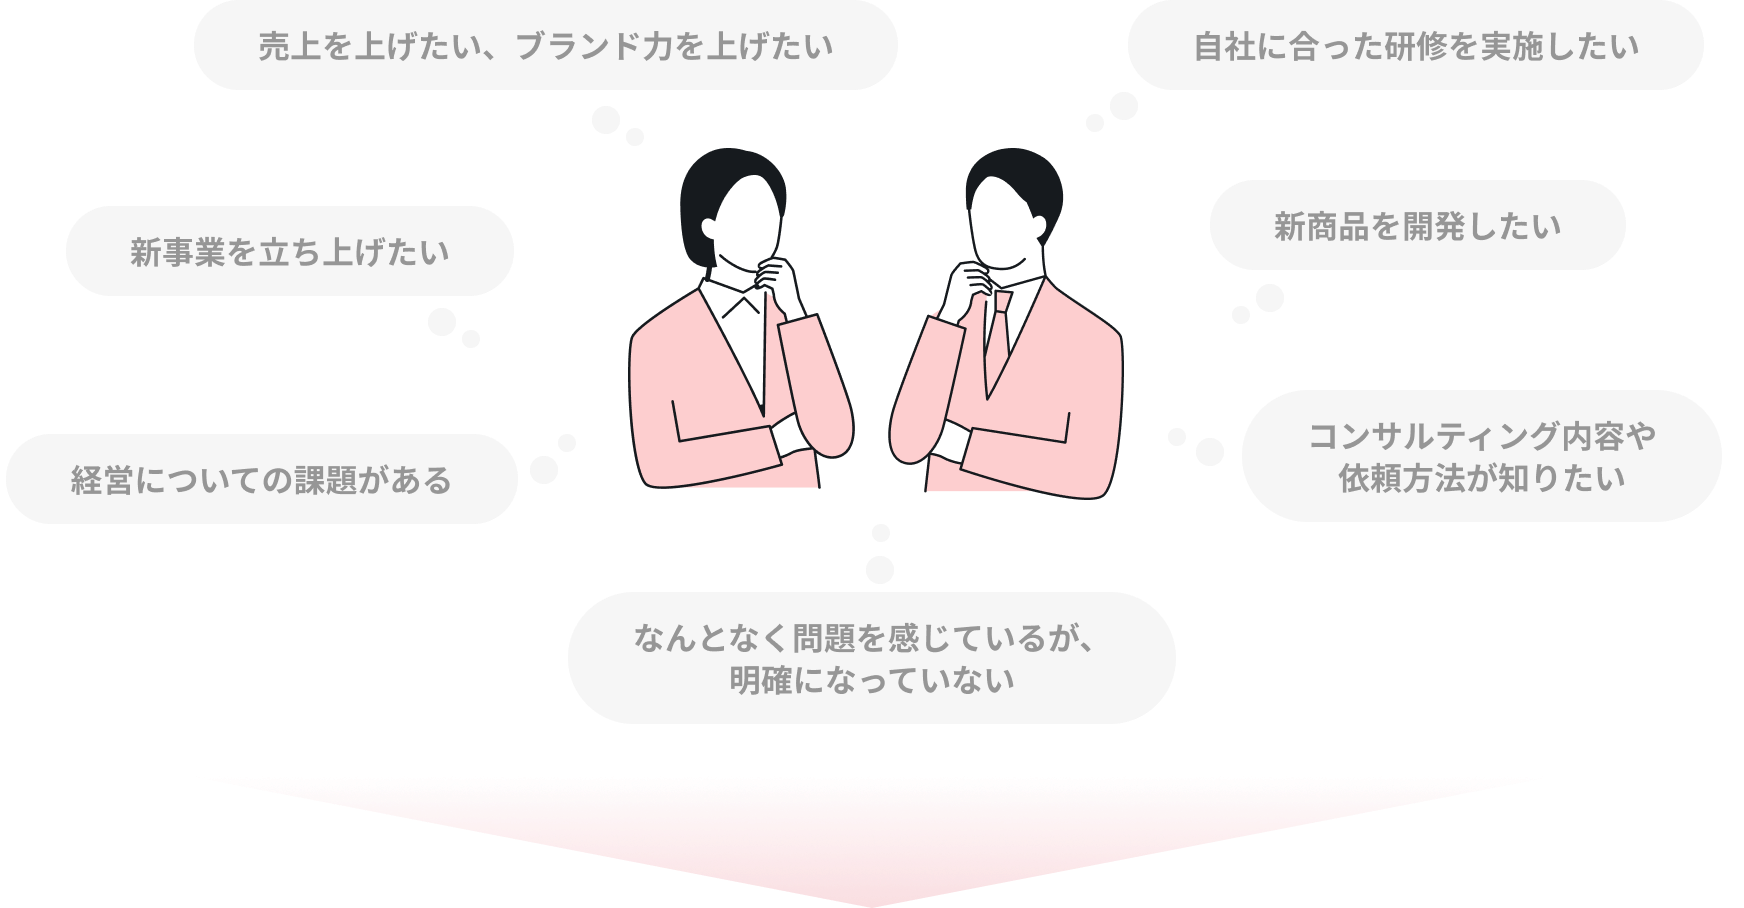 売上を上げたい、ブランド力を上げたい
自社に合った研修を実施したい
新事業を立ち上げたい
新商品を開発したい
経営についての課題がある
コンサルティング内容や
依頼方法が知りたい
なんとなく問題を感じているが、
明確になっていない